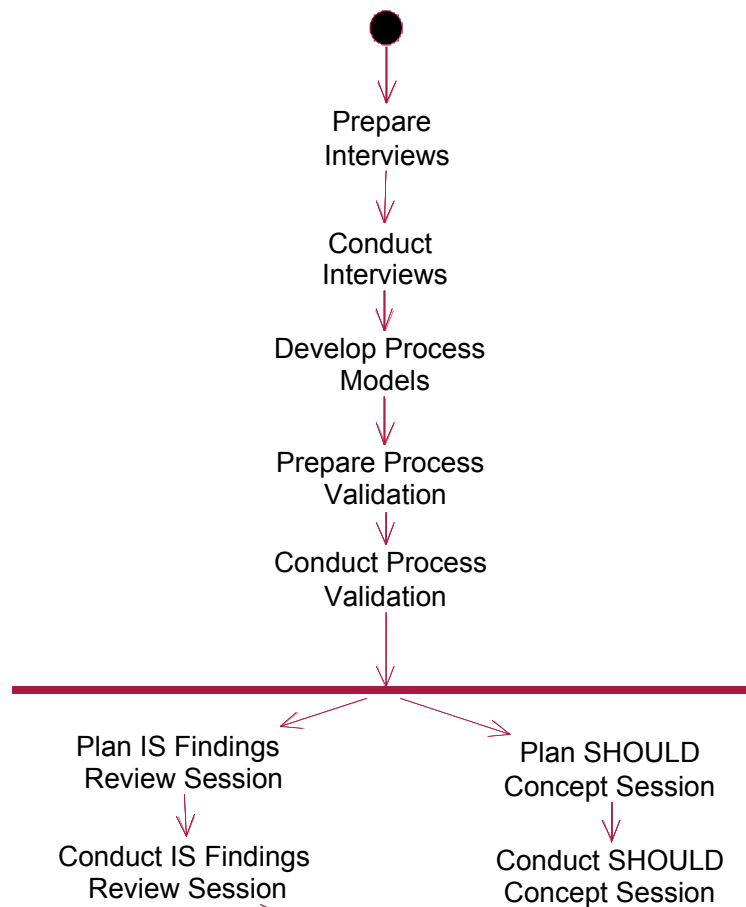 Prepare
Interviews
Conduct
Interviews
Develop Process
Models
Prepare Process
Validation
Conduct Process
Validation
Plan IS Findings
Review Session
Plan SHOULD
Concept Session
Conduct IS Findings
Review Session
Conduct SHOULD
Concept Session